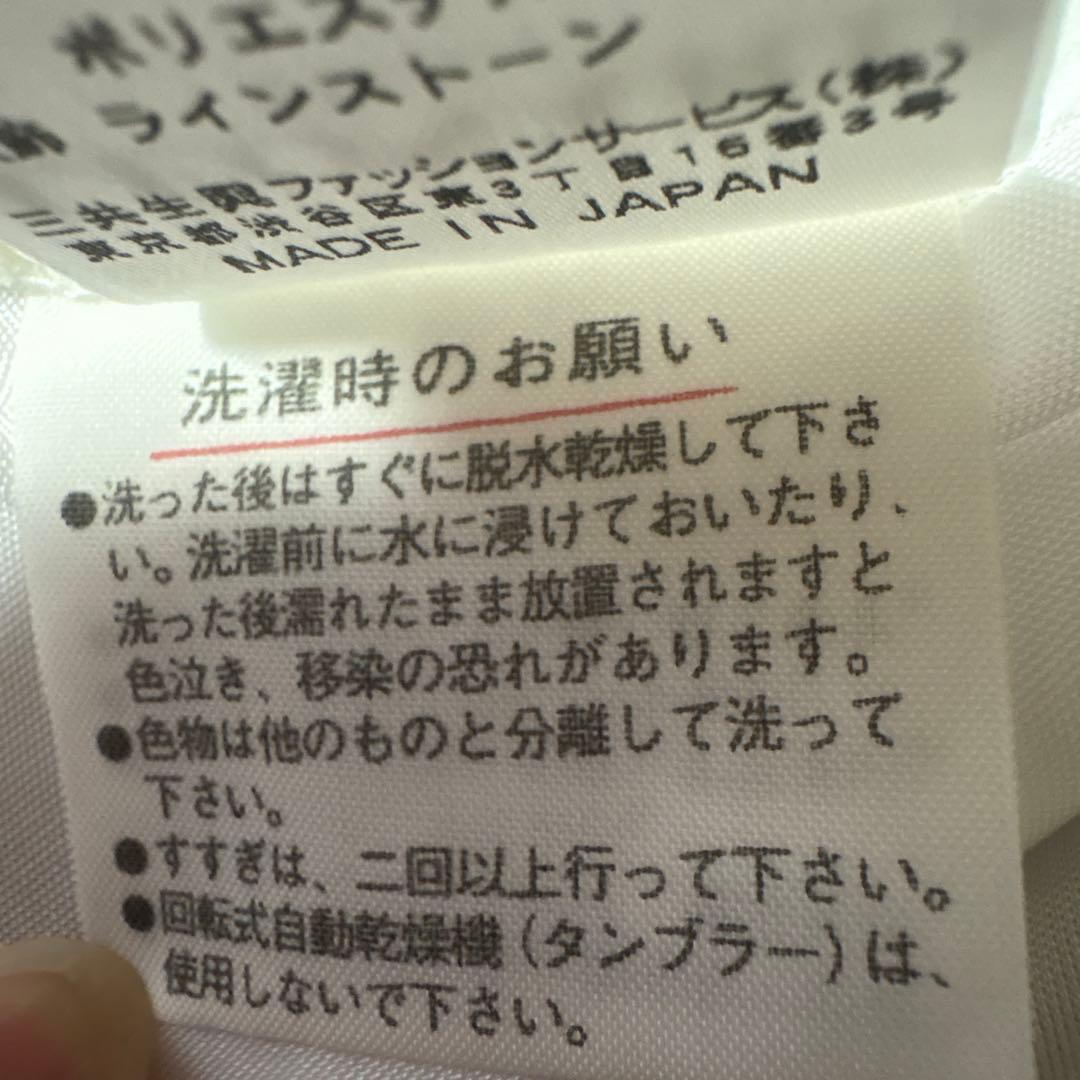 ポリエステ
飾 ラインストーン
三共生興ファッションサービス(株)
東京都渋谷区東3丁目16番3号
MADE IN JAPAN
洗濯時のお願い
●洗った後はすぐに脱水乾燥して下さ
い。洗濯前に水に浸けておいたり、
洗った後濡れたまま放置されますと
色泣き、移染の恐れがあります。
●色物は他のものと分離して洗って
下さい。
●すすぎは、二回以上行って下さい。
●回転式自動乾燥機(タンブラー)は、
使用しないで下さい。